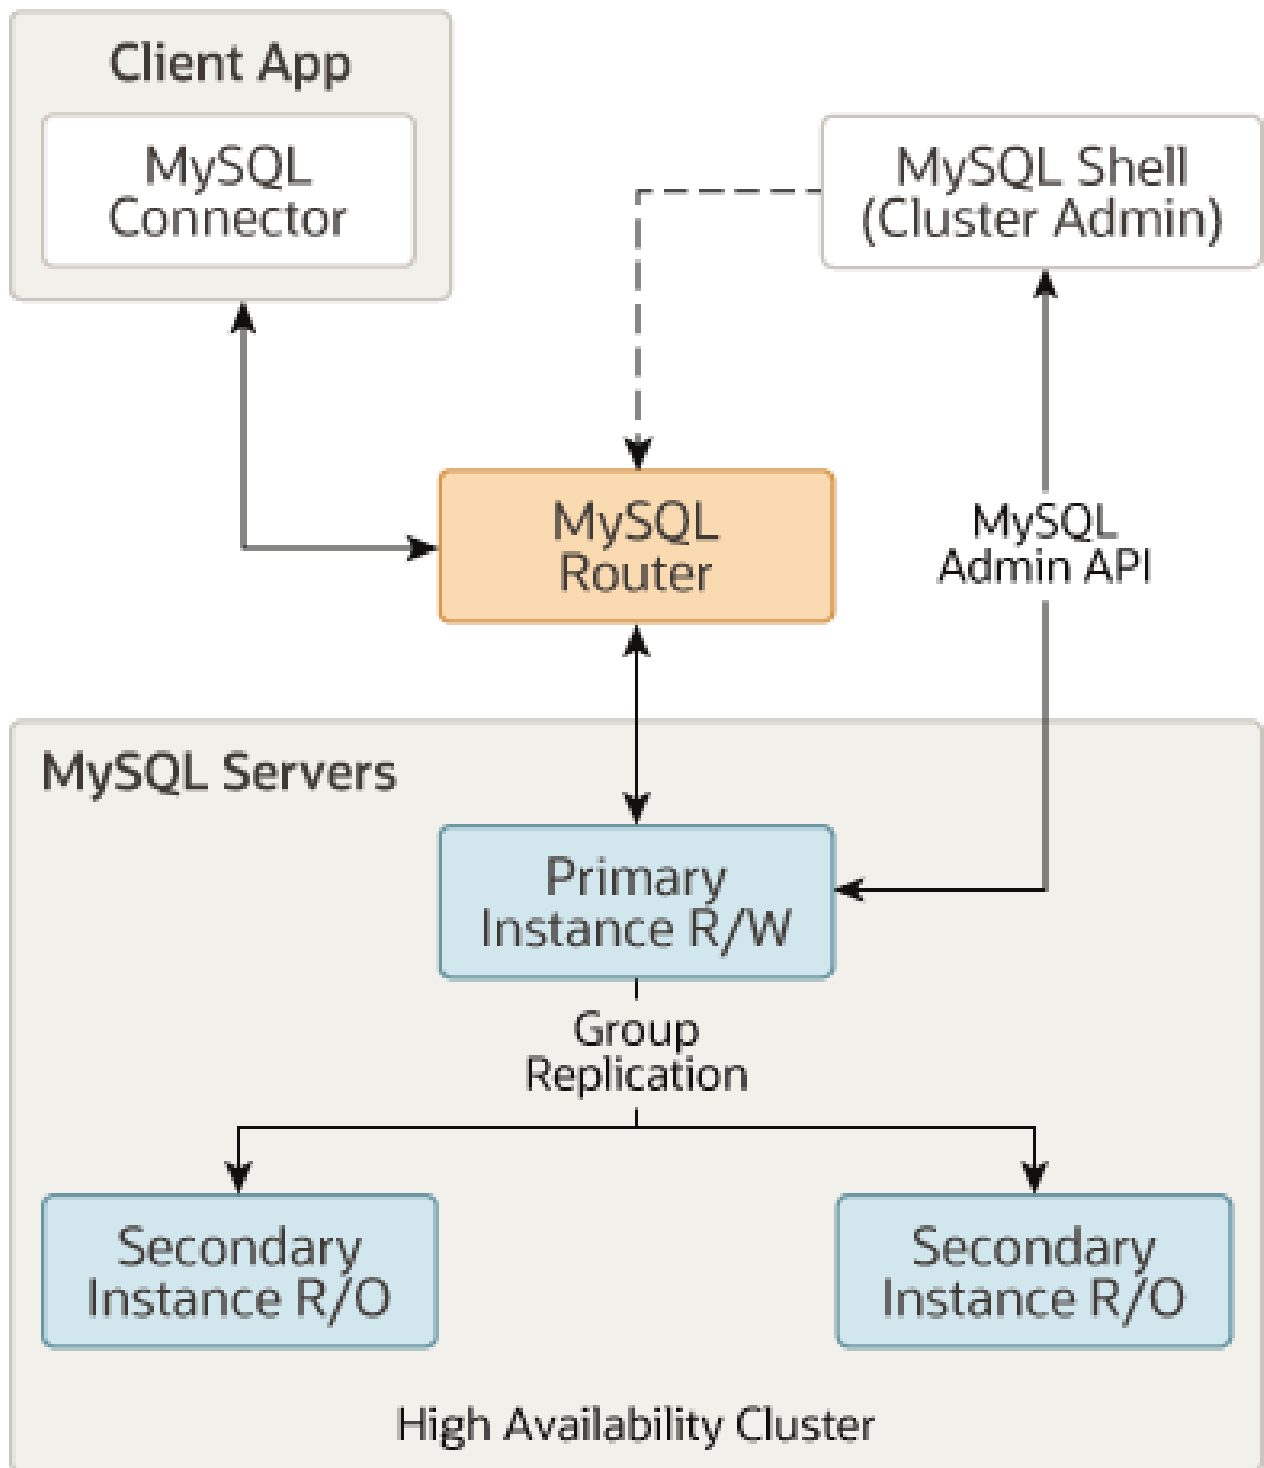 Client App
MySQL
Connector
MySQL Shell
(Cluster Admin)
MySQL
Router
MySQL
Admin API
MySQL Servers
Primary
Instance R/W
Group
Replication
Secondary
Instance R/O
Secondary
Instance R/O
High Availability Cluster